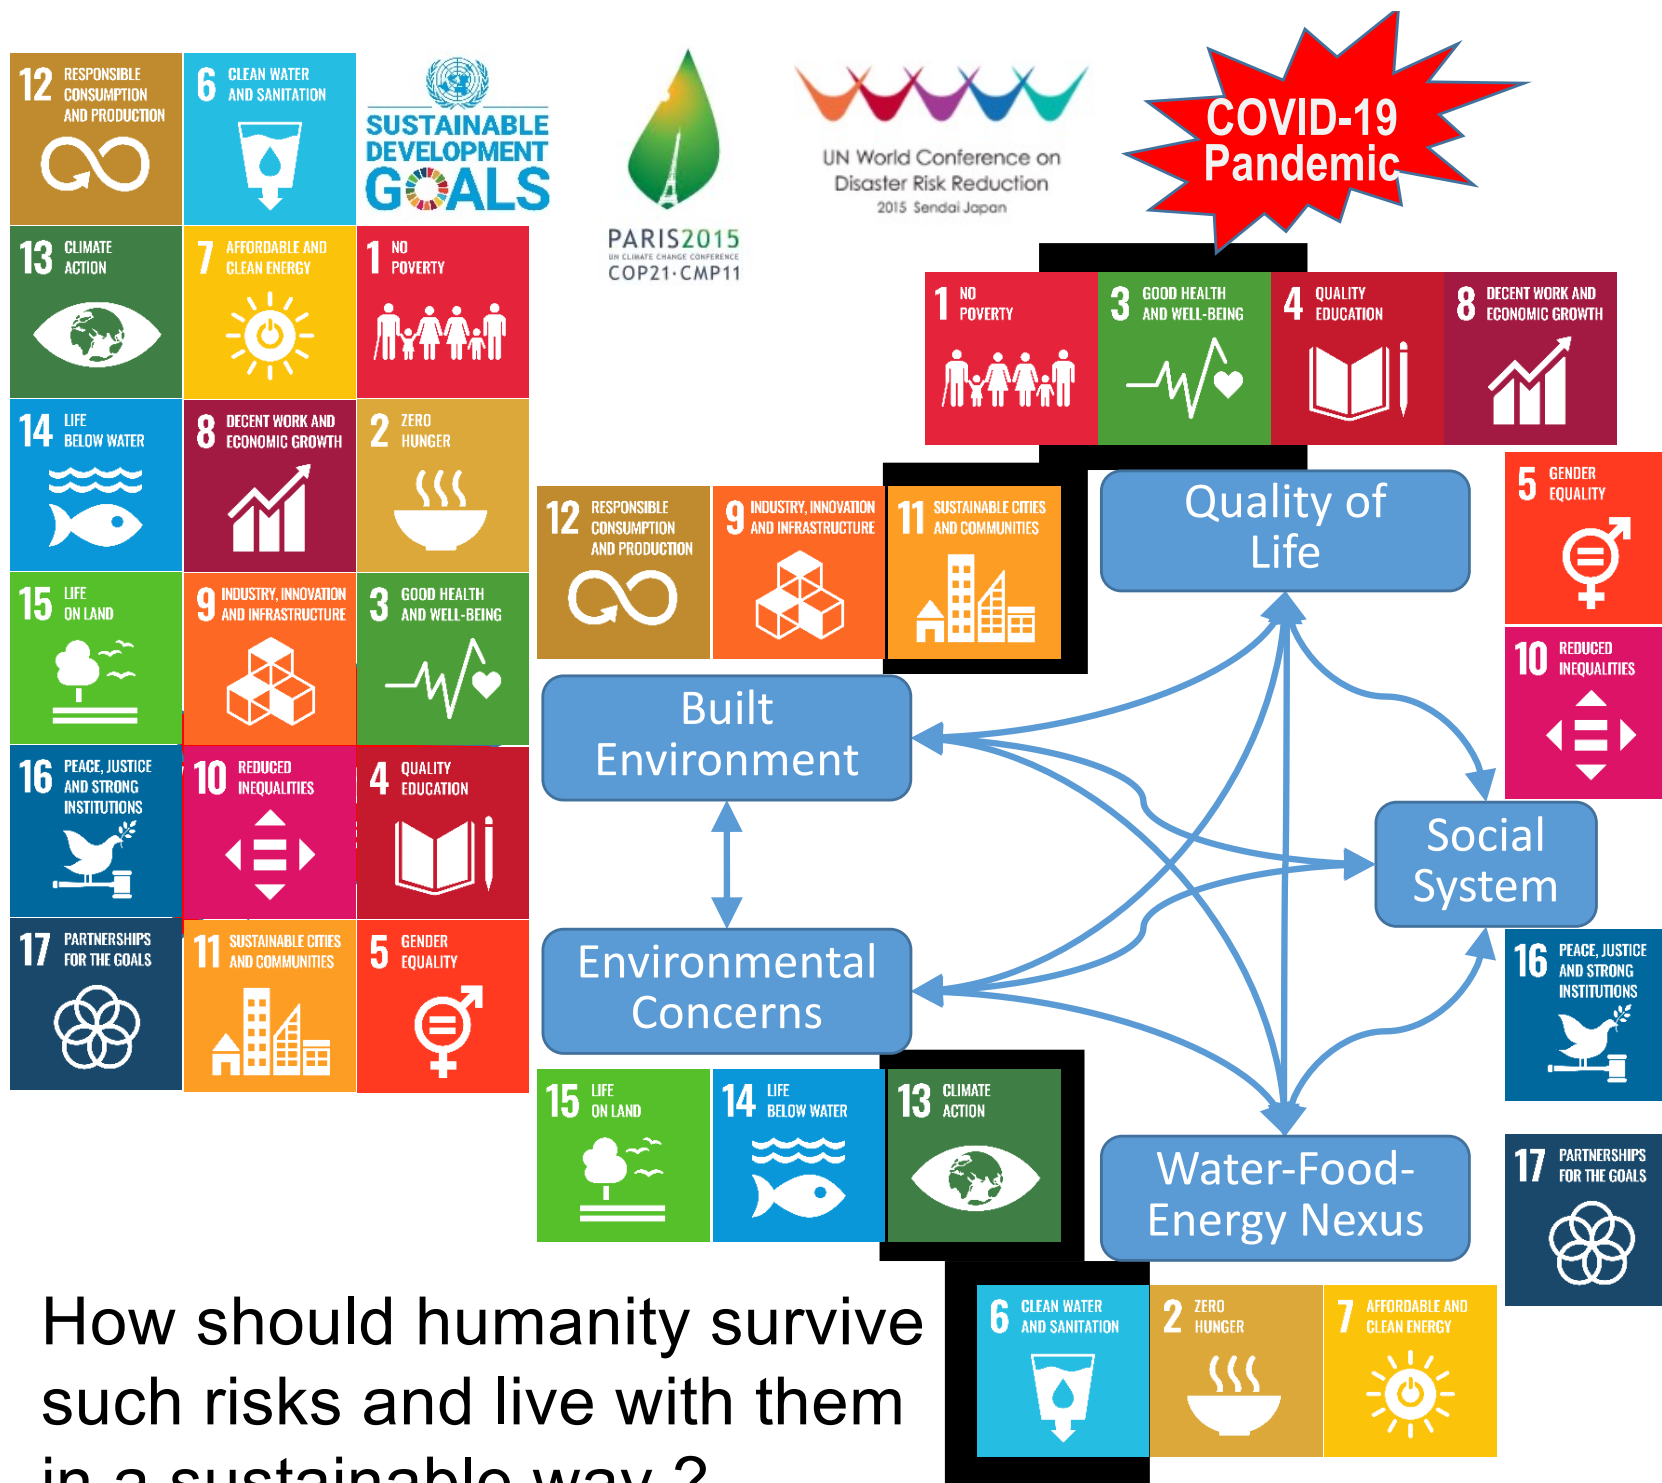 12 RESPONSIBLE
CONSUMPTION
AND PRODUCTION
6 CLEAN WATER
AND SANITATION
SUSTAINABLE
DEVELOPMENT
GOALS
PARIS2015
UN CLIMATE CHANGE CONFERENCE
COP21·CMP11
UN World Conference on
Disaster Risk Reduction
2015 Sendai Japan
COVID-19
Pandemic
13 CLIMATE
ACTION
7 AFFORDABLE AND
CLEAN ENERGY
1 NO
POVERTY
14 LIFE
BELOW WATER
8 DECENT WORK AND
ECONOMIC GROWTH
2 ZERO
HUNGER
15 LIFE
ON LAND
9 INDUSTRY, INNOVATION
AND INFRASTRUCTURE
3 GOOD HEALTH
AND WELL-BEING
16 PEACE, JUSTICE
AND STRONG
INSTITUTIONS
10 REDUCED
INEQUALITIES
4 QUALITY
EDUCATION
17 PARTNERSHIPS
FOR THE GOALS
11 SUSTAINABLE CITIES
AND COMMUNITIES
5 GENDER
EQUALITY
1 NO
POVERTY
3 GOOD HEALTH
AND WELL-BEING
4 QUALITY
EDUCATION
8 DECENT WORK AND
ECONOMIC GROWTH
12 RESPONSIBLE
CONSUMPTION
AND PRODUCTION
9 INDUSTRY, INNOVATION
AND INFRASTRUCTURE
11 SUSTAINABLE CITIES
AND COMMUNITIES
Quality of
Life
5 GENDER
EQUALITY
10 REDUCED
INEQUALITIES
Built
Environment
Social
System
Environmental
Concerns
16 PEACE, JUSTICE
AND STRONG
INSTITUTIONS
15 LIFE
ON LAND
14 LIFE
BELOW WATER
13 CLIMATE
ACTION
Water-Food-
Energy Nexus
17 PARTNERSHIPS
FOR THE GOALS
6 CLEAN WATER
AND SANITATION
2 ZERO
HUNGER
7 AFFORDABLE AND
CLEAN ENERGY
How should humanity survive
such risks and live with them
in a sustainable way ?